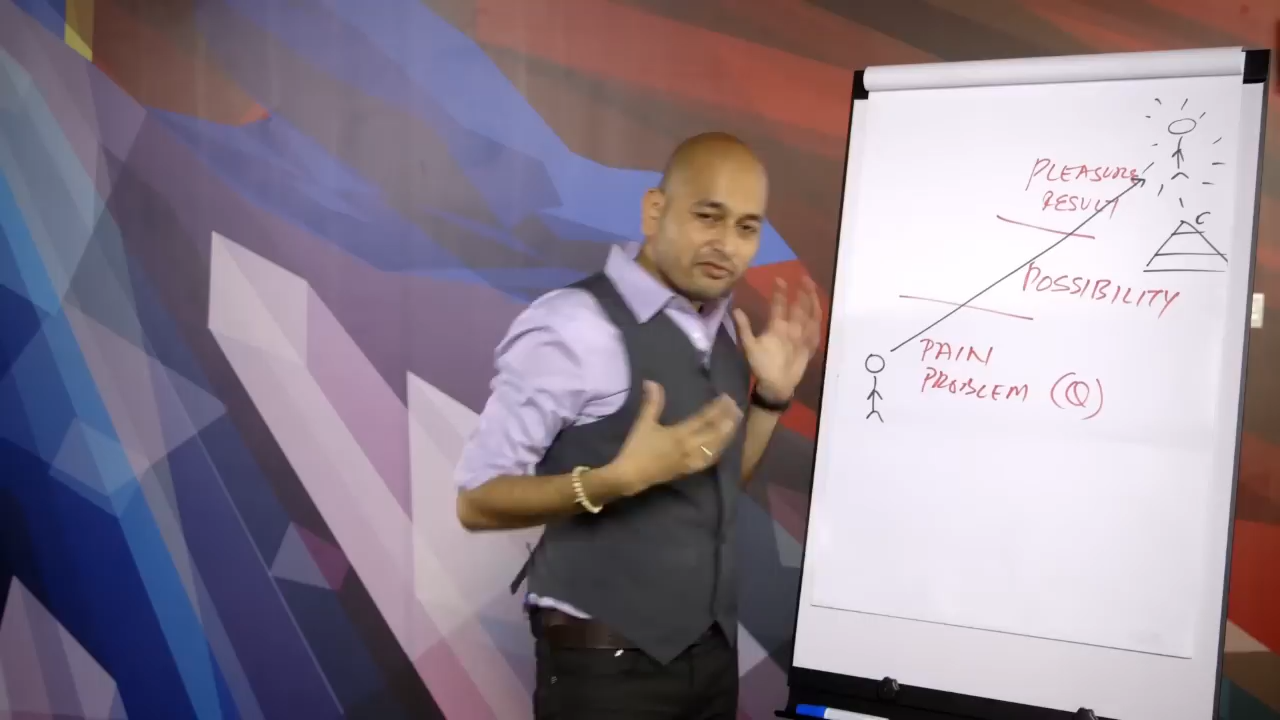 PLEASURE
RESULT
C
POSSIBILITY
PAIN
PROBLEM (Q)